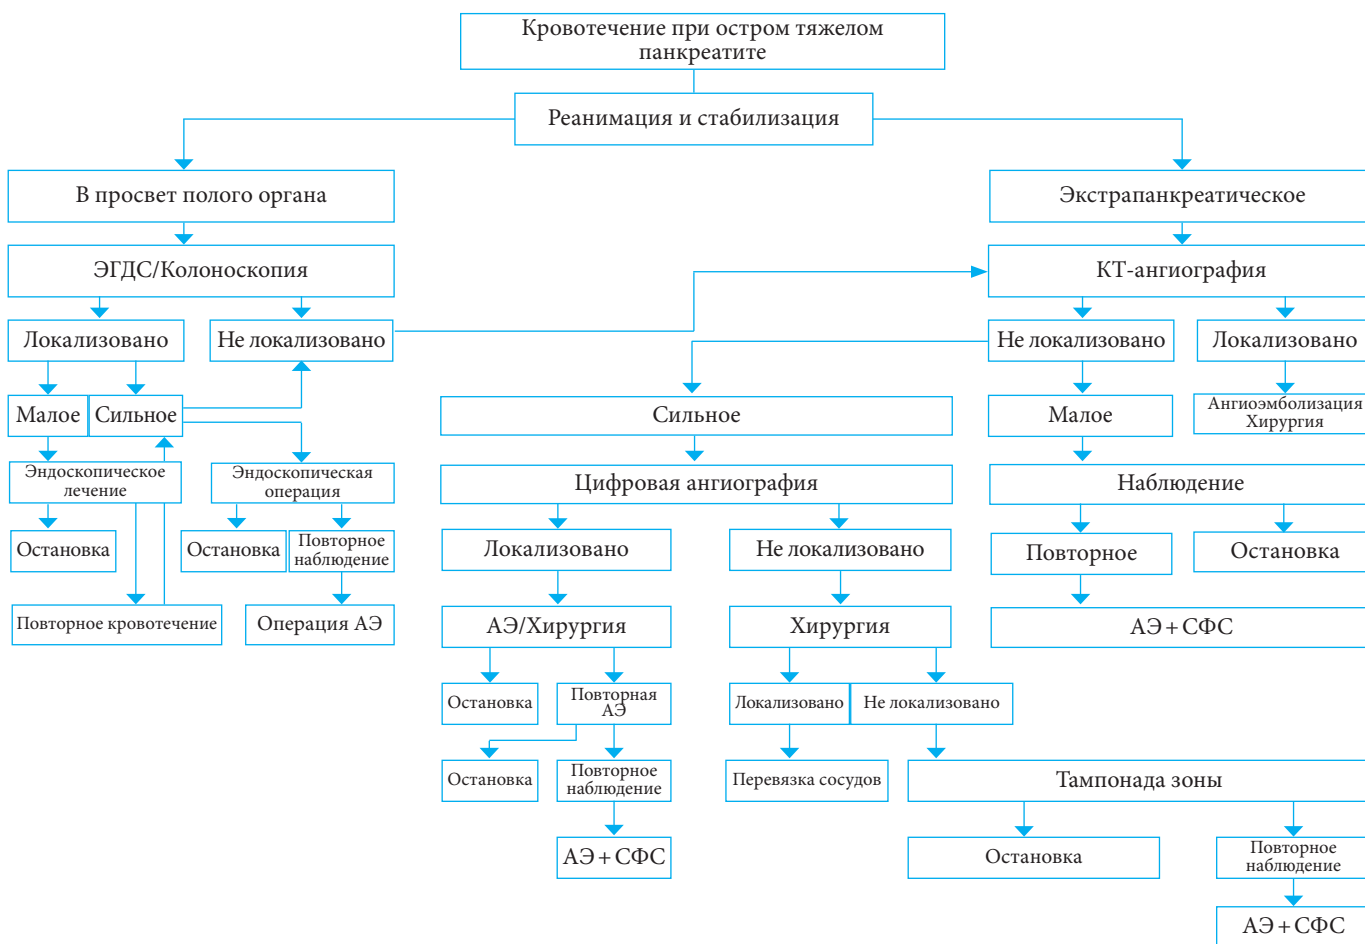 Кровотечение при остром тяжелом
панкреатите
Реанимация и стабилизация
В просвет полого органа
Экстрапанкреатическое
ЭГДС/Колоноскопия
КТ-ангиография
Локализовано
Не локализовано
Не локализовано
Локализовано
Малое
Сильное
Сильное
Малое
Ангиоэмболизация
Хирургия
Эндоскопическое
лечение
Эндоскопическая
операция
Цифровая ангиография
Наблюдение
Остановка
Остановка
Повторное
наблюдение
Локализовано
Не локализовано
Повторное
Остановка
Повторное кровотечение
Операция АЭ
АЭ/Хирургия
Хирургия
АЭ + СФС
Остановка
Повторная
АЭ
Локализовано
Не локализовано
Остановка
Повторное
наблюдение
Перевязка сосудов
Тампонада зоны
АЭ + СФС
Остановка
Повторное
наблюдение
АЭ + СФС